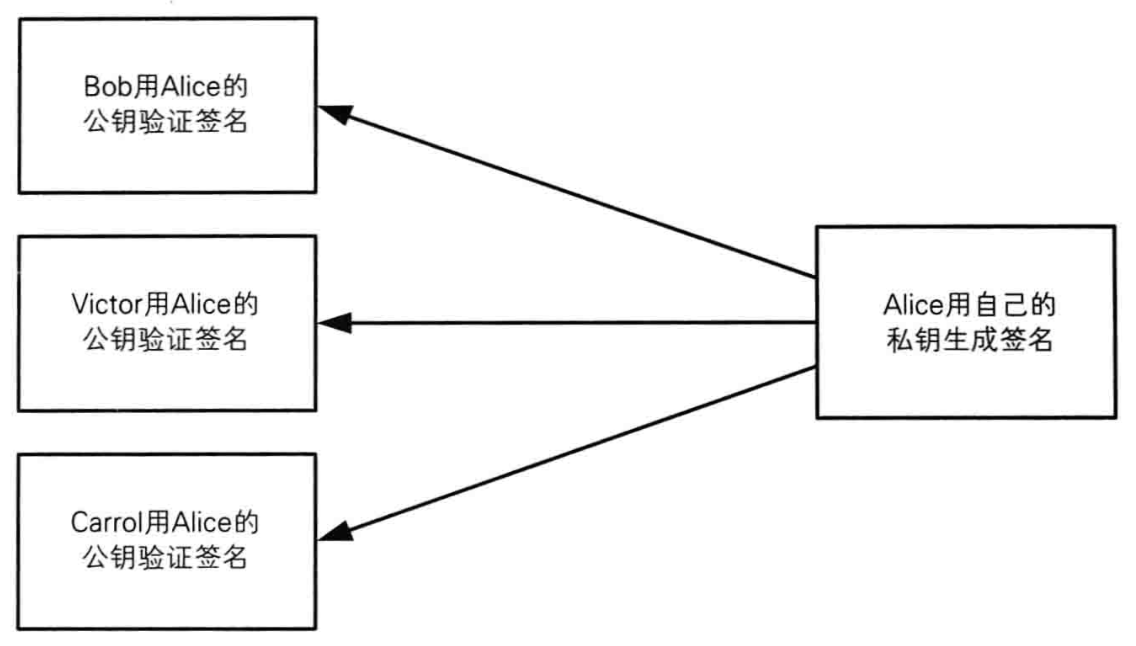 Bob用Alice的
公钥验证签名
Victor用Alice的
公钥验证签名
Carrol用Alice的
公钥验证签名
Alice用自己的
私钥生成签名